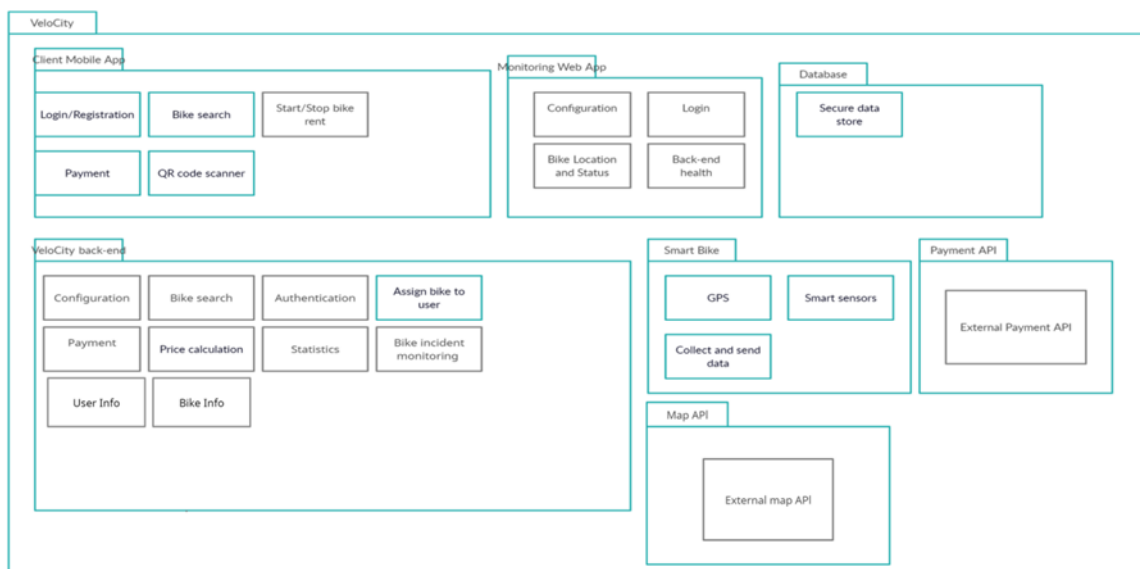 VeloCity
Client Mobile App
Login/Registration
Bike search
Start/Stop bike
rent
Payment
QR code scanner
Monitoring Web App
Configuration
Login
Bike Location
and Status
Back-end
health
Database
Secure data
store
VeloCity back-end
Configuration
Bike search
Authentication
Assign bike to
user
Payment
Price calculation
Statistics
Bike incident
monitoring
User Info
Bike Info
Smart Bike
GPS
Smart sensors
Collect and send
data
Payment API
External Payment API
Map API
External map API